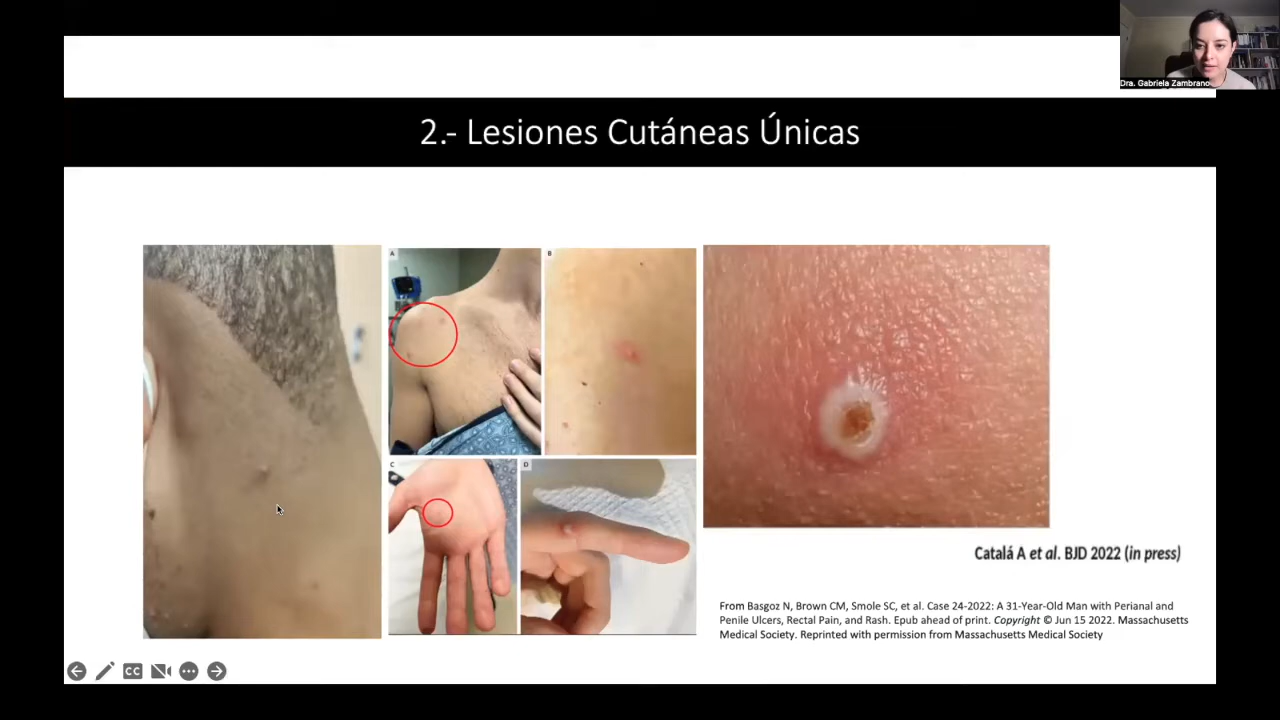 Dra. Gabriela Zambrano
2.- Lesiones Cutáneas Únicas
A
B
C
D
Catalá A et al. BJD 2022 (in press)
From Basgoz N, Brown CM, Smole SC, et al. Case 24-2022: A 31-Year-Old Man with Perianal and
Penile Ulcers, Rectal Pain, and Rash. Epub ahead of print. Copyright © Jun 15 2022. Massachusetts
Medical Society. Reprinted with permission from Massachusetts Medical Society
CC